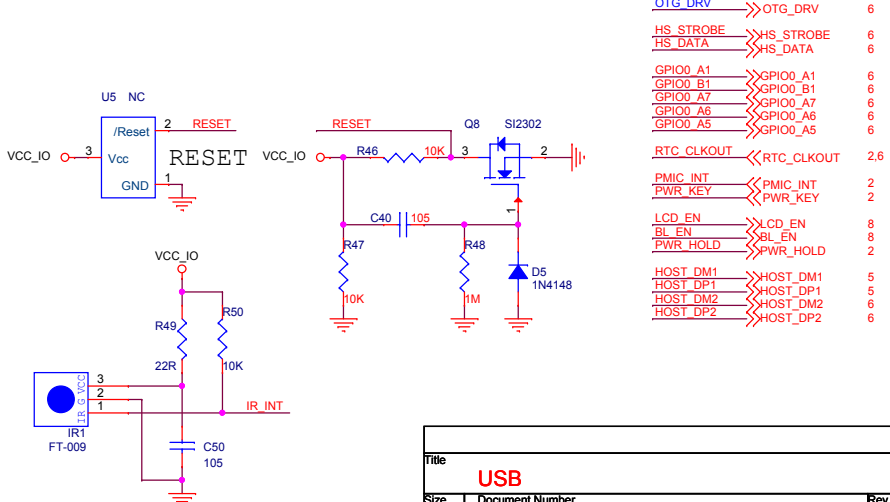 OTG_DRV OTG_DRV 6
HS_STROBE HS_STROBE 6
HS_DATA HS_DATA 6
GPIO0_A1 GPIO0_A1 6
GPIO0_B1 GPIO0_B1 6
GPIO0_A7 GPIO0_A7 6
GPIO0_A6 GPIO0_A6 6
GPIO0_A5 GPIO0_A5 6
RTC_CLKOUT RTC_CLKOUT 2,6
PMIC_INT PMIC_INT 2
PWR_KEY PWR_KEY 2
LCD_EN LCD_EN 8
BL_EN BL_EN 8
PWR_HOLD PWR_HOLD 2
HOST_DM1 HOST_DM1 5
HOST_DP1 HOST_DP1 5
HOST_DM2 HOST_DM2 6
HOST_DP2 HOST_DP2 6
U5 NC
/Reset 2 RESET
VCC_IO 3 Vcc
RESET
GND 1
RESET
Q8 SI2302
VCC_IO R46 10K 3 2
1
C40 105
R47
10K
R48
1M
D5
1N4148
VCC_IO
R49
22R
R50
10K
3 VCC
2 G
1 IR
IR_INT
IR1
FT-009
C50
105
Title
USB
Size Document Number Rev